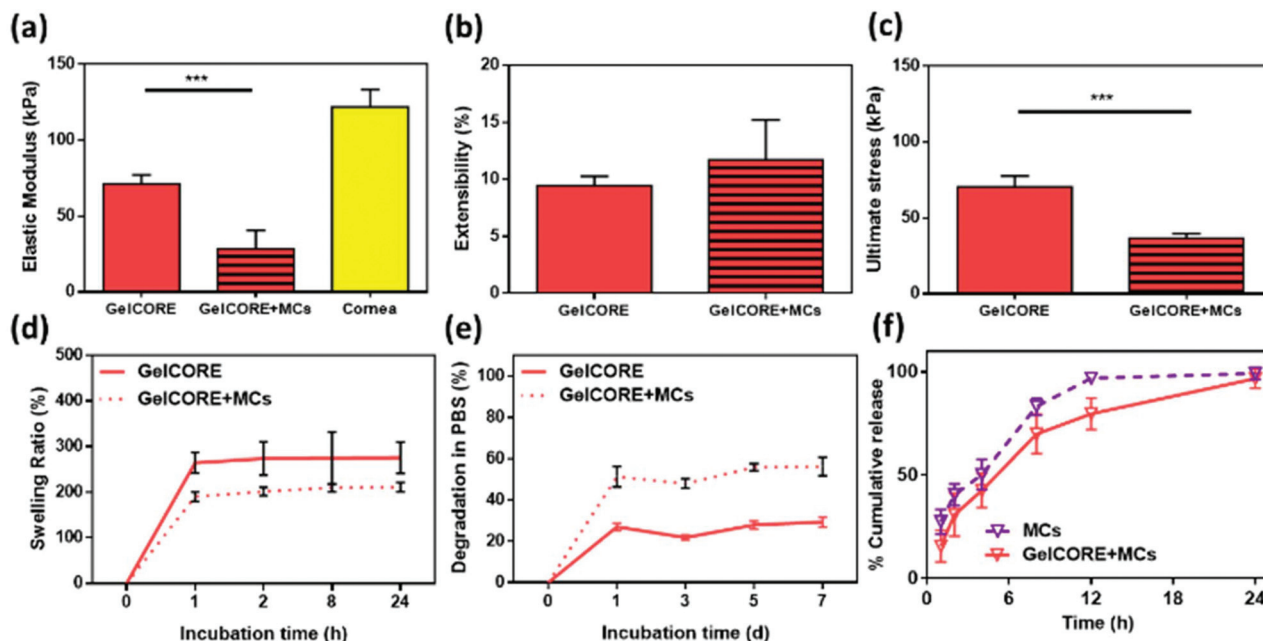 (a)
Elastic Modulus (kPa)
150
100
50
0
***
GelCORE
GelCORE+MCs
Cornea
(b)
Extensibility (%)
20
15
10
5
0
GelCORE
GelCORE+MCs
(c)
Ultimate stress (kPa)
150
100
50
0
***
GelCORE
GelCORE+MCs
(d)
Swelling Ratio (%)
500
400
300
200
100
0
GelCORE
GelCORE+MCs
0 1 2 8 24
Incubation time (h)
(e)
Degradation in PBS (%)
100
80
60
40
20
0
GelCORE
GelCORE+MCs
0 1 3 5 7
Incubation time (d)
(f)
% Cumulative release
100
50
0
MCs
GelCORE+MCs
0 6 12 18 24
Time (h)